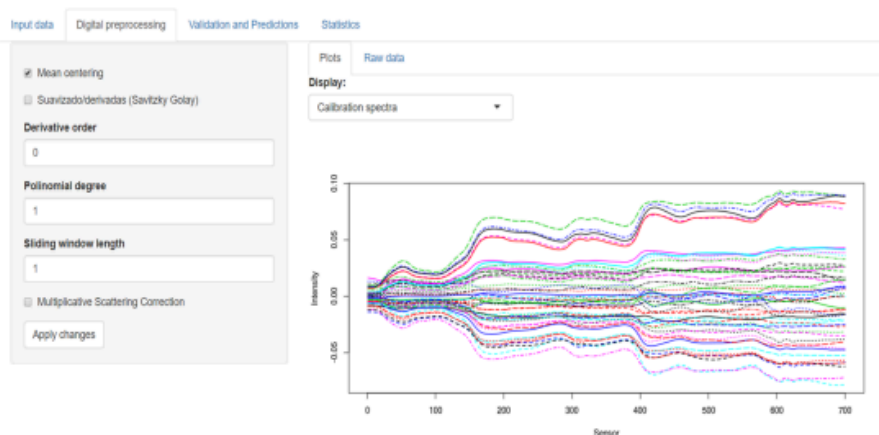 Input data
Digital preprocessing
Validation and Predictions
Statistics
Mean centering
Suavizado/derivadas (Savitzky Golay)
Derivative order
0
Polinomial degree
1
Sliding window length
1
Multiplicative Scattering Correction
Apply changes
Plots
Raw data
Display:
Calibration spectra
0.10
0.05
0.00
-0.05
Intensity
0
100
200
300
400
500
600
700
Sensor